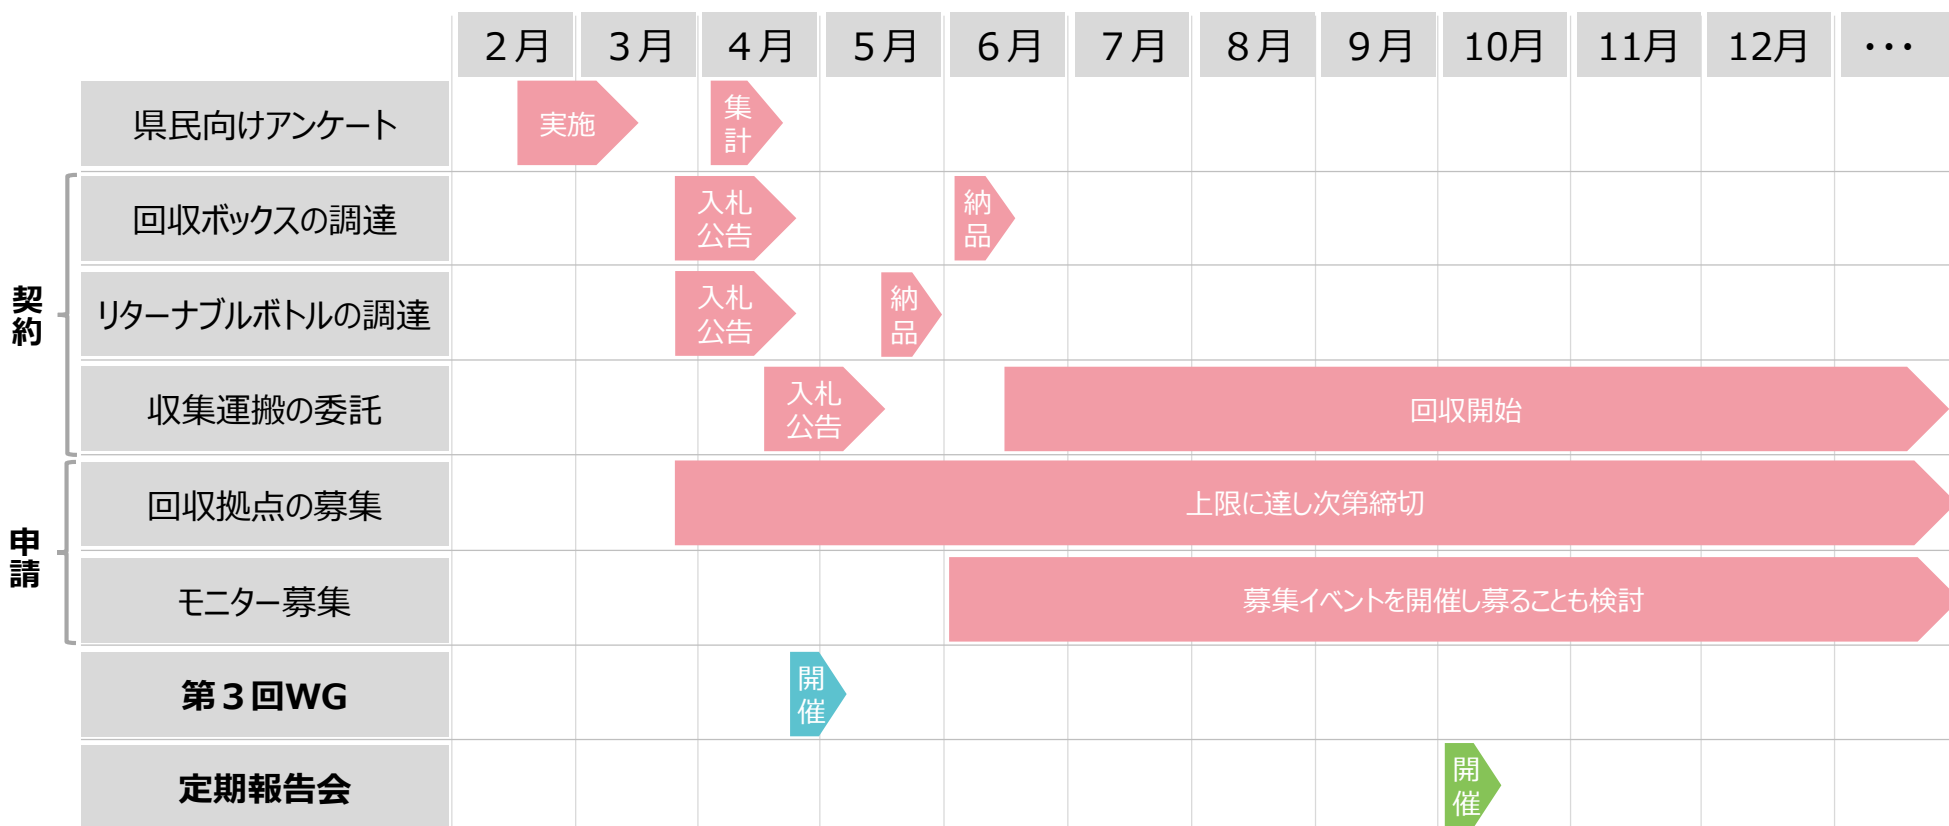 ２月 ３月 ４月 ５月 ６月 ７月 ８月 ９月 10月 11月 12月 ・・・
県民向けアンケート
実施
集
計
契
約
回収ボックスの調達
入札
公告
納
品
リターナブルボトルの調達
入札
公告
納
品
収集運搬の委託
入札
公告
回収開始
申
請
回収拠点の募集
上限に達し次第締切
モニター募集
募集イベントを開催し募ることも検討
第３回WG
開
催
定期報告会
開
催